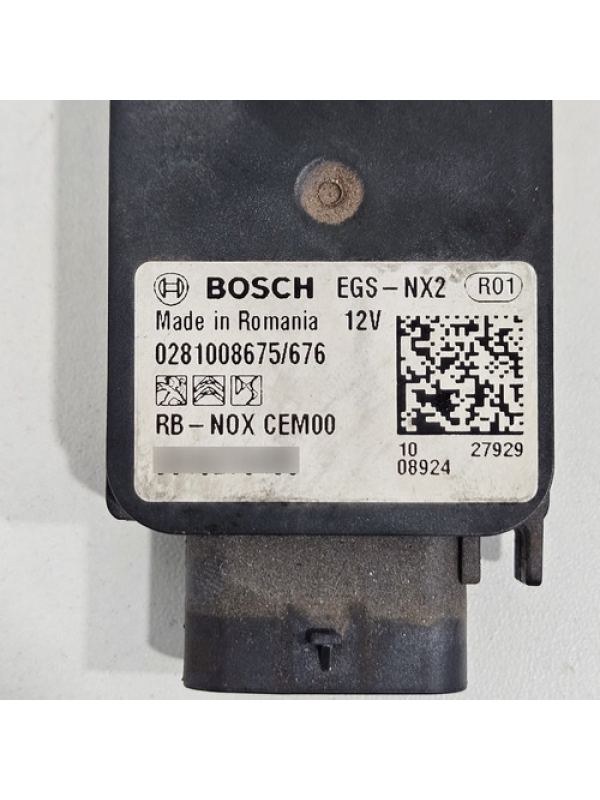 BOSCH EGS-NX2 R01
Made in Romania 12V
0281008675/676
RB-NOX CEM00
10 27929
08924